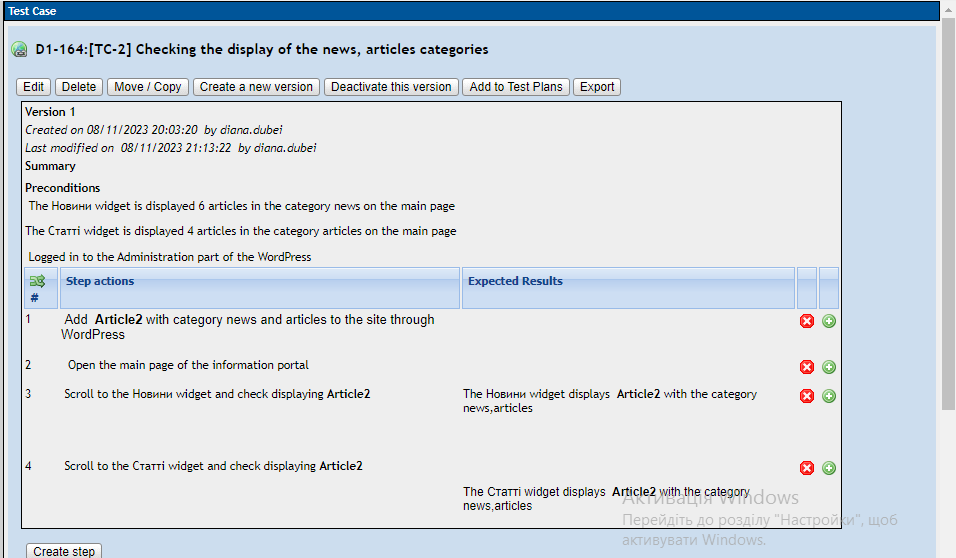 Test Case
D1-164:[TC-2] Checking the display of the news, articles categories
Edit Delete Move / Copy Create a new version Deactivate this version Add to Test Plans Export
Version 1
Created on 08/11/2023 20:03:20 by diana.dubei
Last modified on 08/11/2023 21:13:22 by diana.dubei
Summary
Preconditions
The Новини widget is displayed 6 articles in the category news on the main page
The Статті widget is displayed 4 articles in the category articles on the main page
Logged in to the Administration part of the WordPress
# Step actions Expected Results
1 Add Article2 with category news and articles to the site through
WordPress
2 Open the main page of the information portal
3 Scroll to the Новини widget and check displaying Article2 The Новини widget displays Article2 with the category
news,articles
4 Scroll to the Статті widget and check displaying Article2
The Статті widget displays Article2 with the category
news,articles
Активація Windows
Перейдіть до розділу "Настройки", щоб
активувати Windows.
Create step